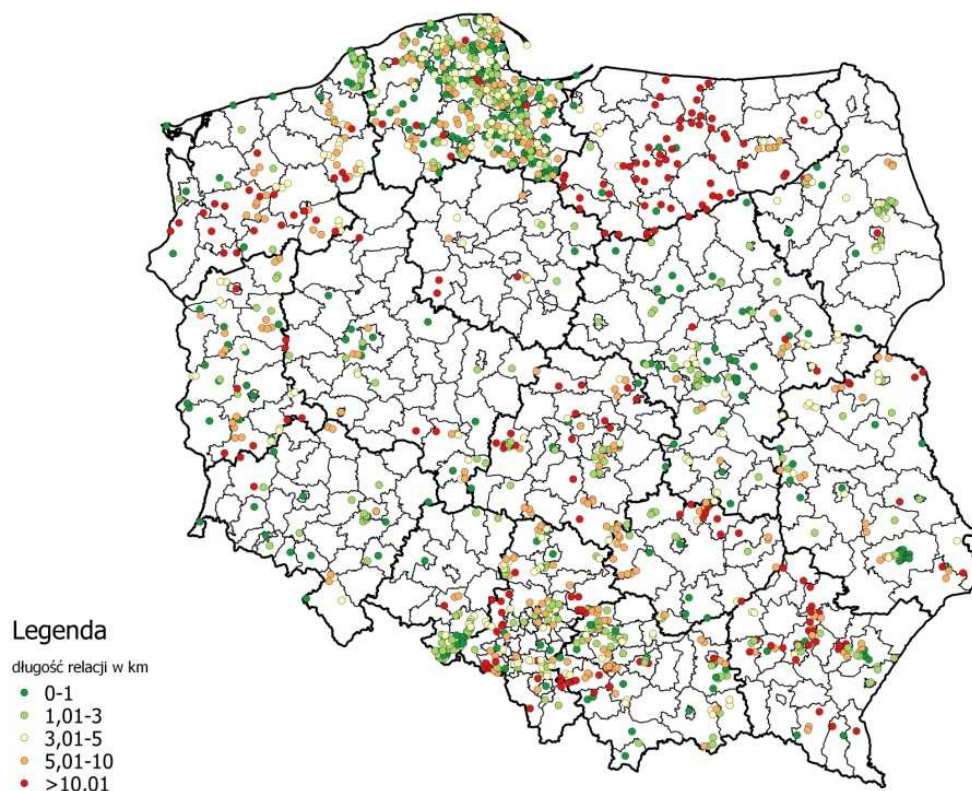 Legenda
długość relacji w km
0-1
1,01-3
3,01-5
5,01-10
>10,01